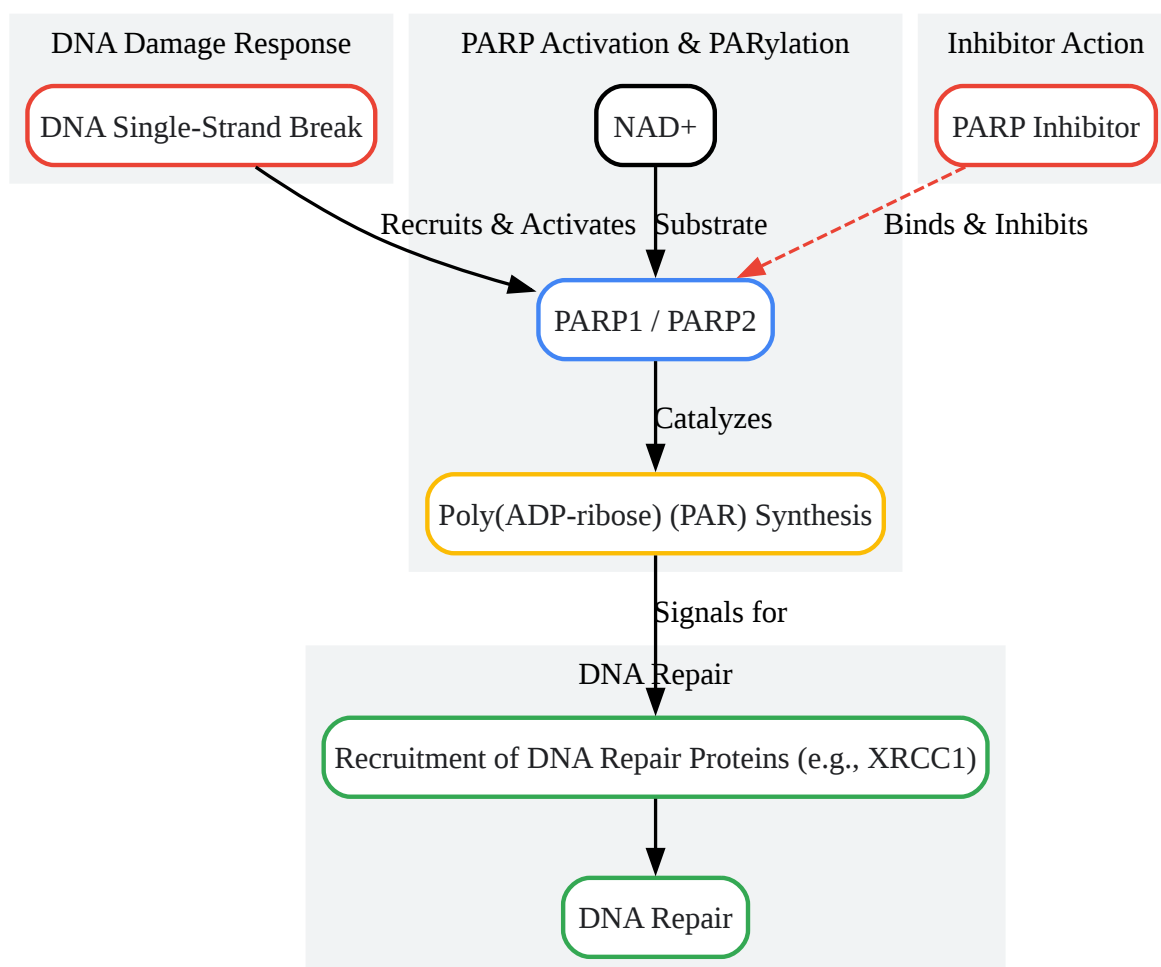 DNA Damage Response
PARP Activation & PARylation
Inhibitor Action
DNA Single-Strand Break
NAD+
PARP Inhibitor
Recruits & Activates
Substrate
Binds & Inhibits
PARP1 / PARP2
Catalyzes
Poly(ADP-ribose) (PAR) Synthesis
Signals for
DNA Repair
Recruitment of DNA Repair Proteins (e.g., XRCC1)
DNA Repair